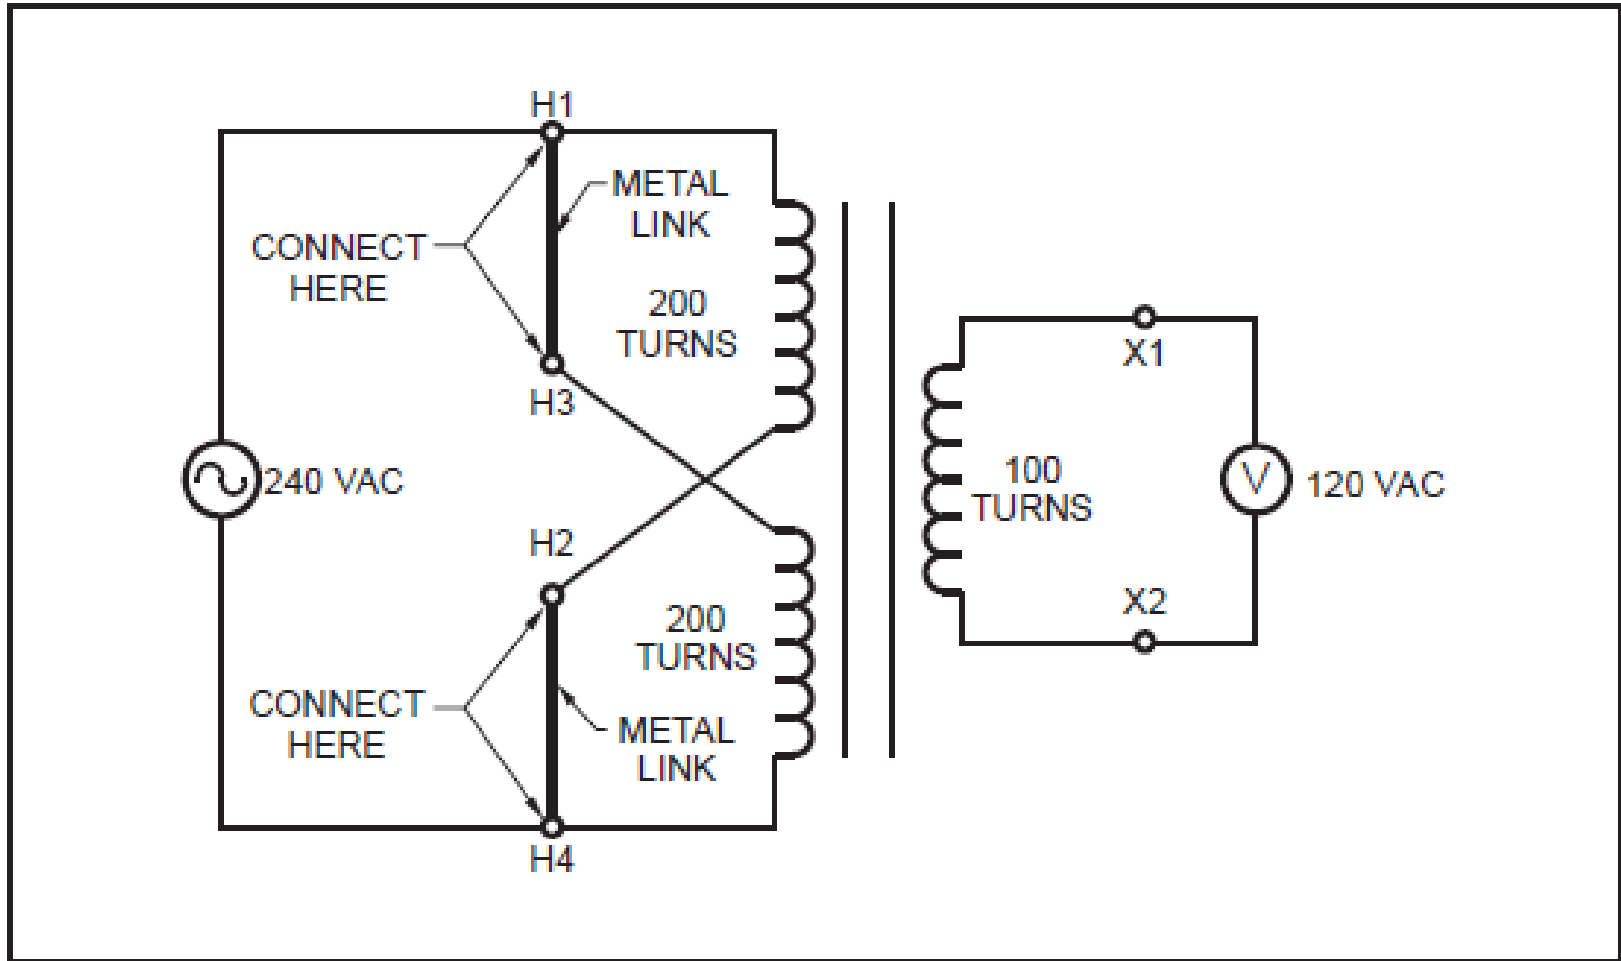 H1
METAL
LINK
CONNECT
HERE
200
TURNS
X1
H3
240 VAC
100
TURNS
V
120 VAC
H2
X2
200
TURNS
CONNECT
HERE
METAL
LINK
H4